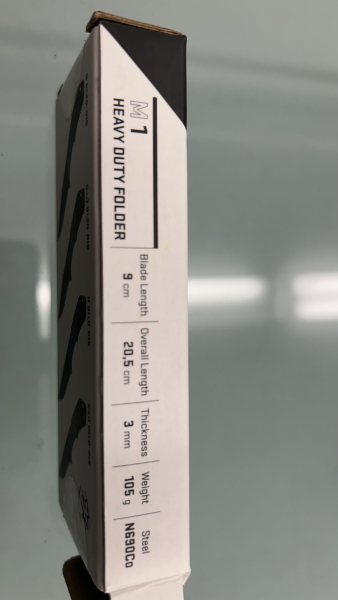 M1
HEAVY DUTY FOLDER
Blade Length
9 cm
Overall Length
20,5 cm
Thickness
3 mm
Weight
105 g
Steel
N690Co